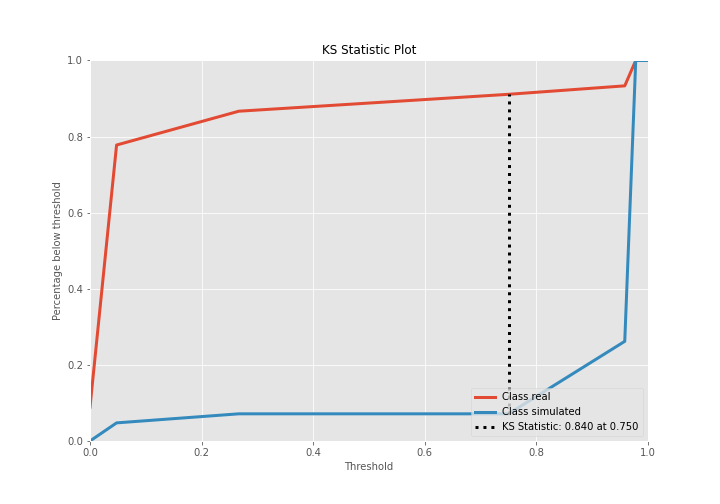 KS Statistic Plot
1.0
0.8
0.6
0.4
0.2
0.0
Percentage below threshold
0.0 0.2 0.4 0.6 0.8 1.0
Threshold
Class real
Class simulated
KS Statistic: 0.840 at 0.750